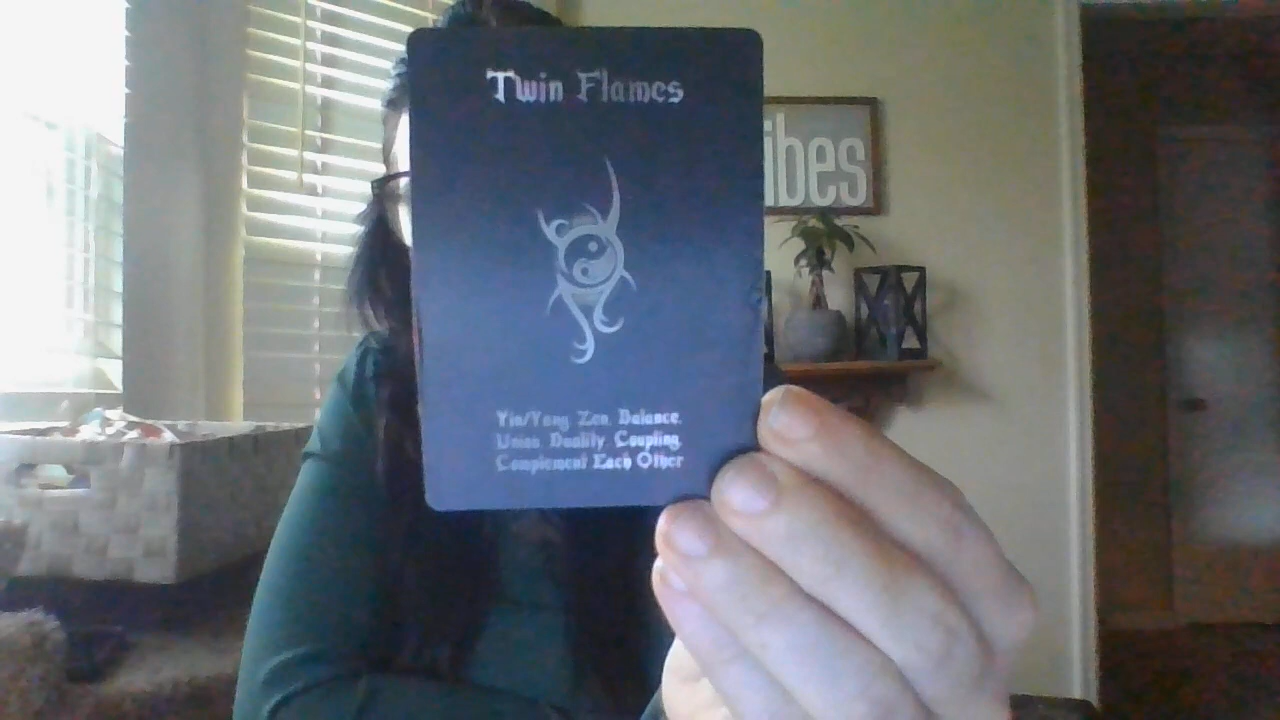 Twin Flames
ibes
Yin/Yang, Zen, Balance,
Union, Duality, Coupling,
Complement Each Other